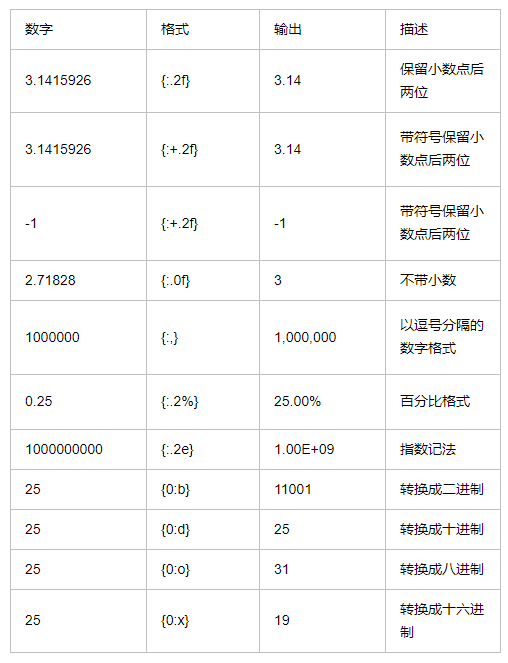 数字 格式 输出 描述
3.1415926 {:.2f} 3.14 保留小数点后
两位
3.1415926 {:+.2f} 3.14 带符号保留小
数点后两位
-1 {:+.2f} -1 带符号保留小
数点后两位
2.71828 {:.0f} 3 不带小数
1000000 {:,} 1,000,000 以逗号分隔的
数字格式
0.25 {:.2%} 25.00% 百分比格式
1000000000 {:.2e} 1.00E+09 指数记法
25 {0:b} 11001 转换成二进制
25 {0:d} 25 转换成十进制
25 {0:o} 31 转换成八进制
25 {0:x} 19 转换成十六进
制